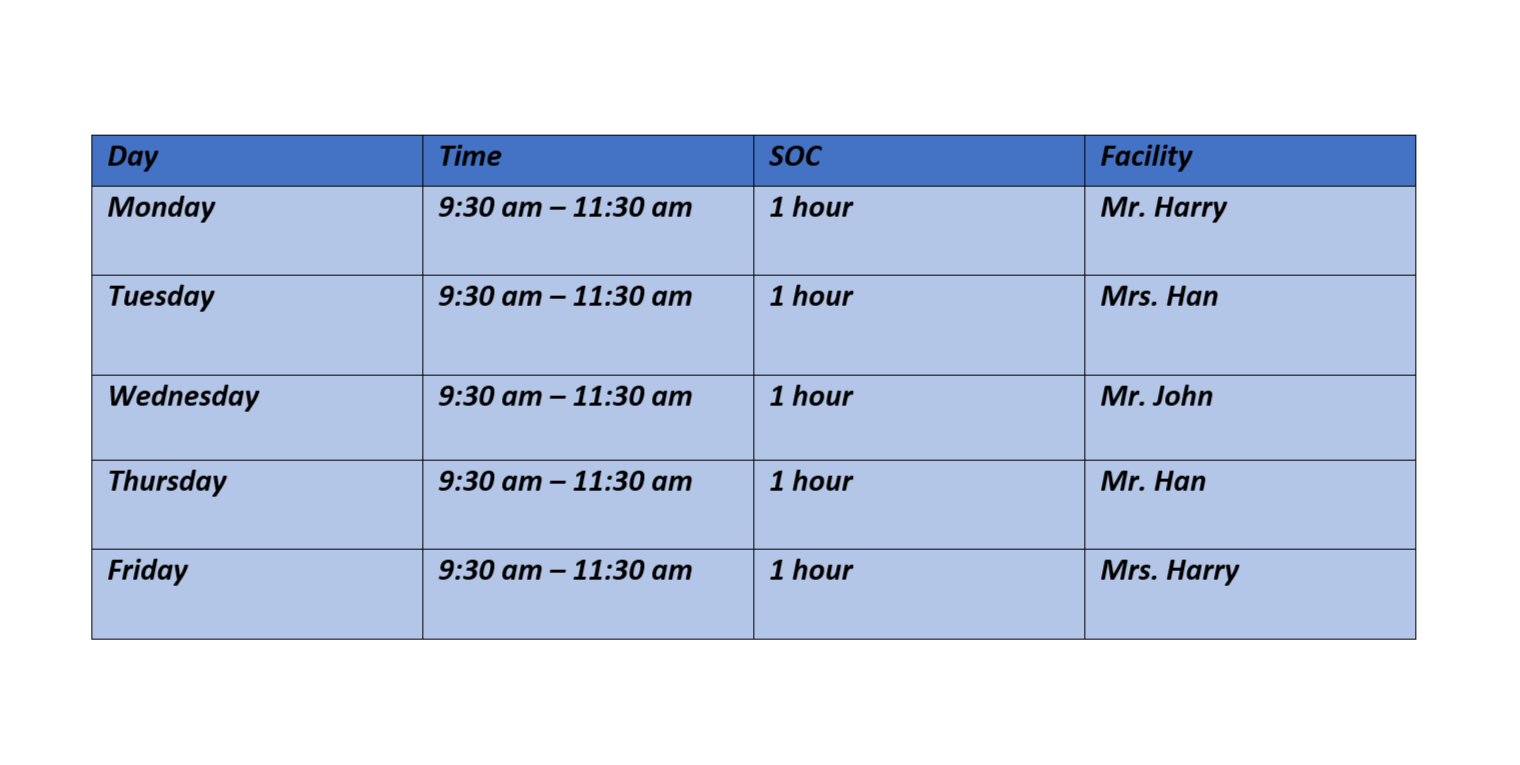 Day Time SOC Facility
Monday 9:30 am – 11:30 am 1 hour Mr. Harry
Tuesday 9:30 am – 11:30 am 1 hour Mrs. Han
Wednesday 9:30 am – 11:30 am 1 hour Mr. John
Thursday 9:30 am – 11:30 am 1 hour Mr. Han
Friday 9:30 am – 11:30 am 1 hour Mrs. Harry